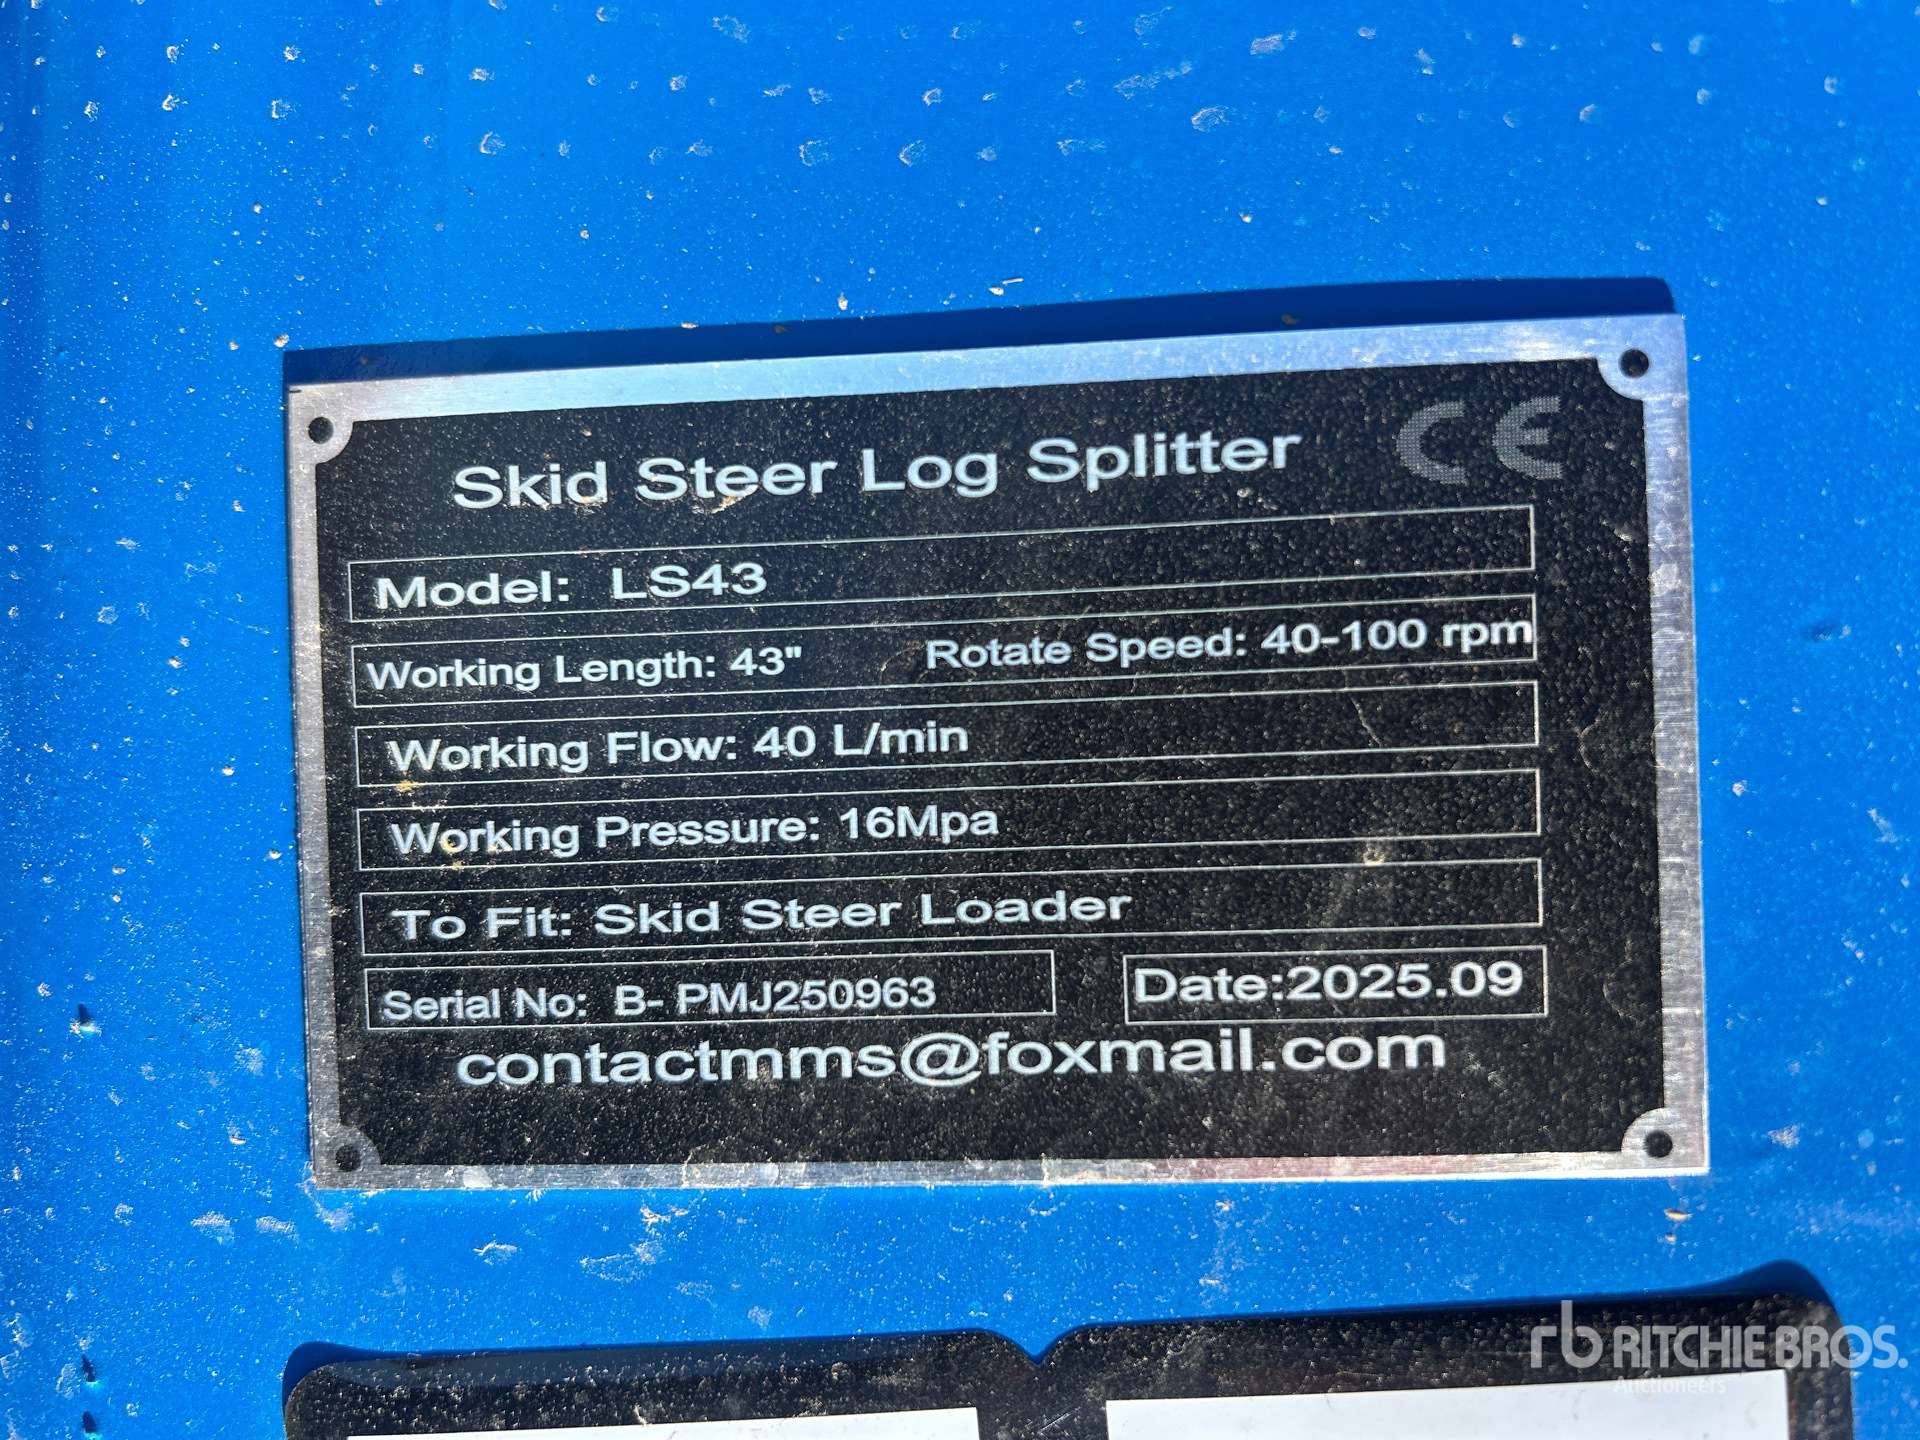 Skid Steer Log Splitter CE
Model: LS43
Working Length: 43" Rotate Speed: 40-100 rpm
Working Flow: 40 L/min
Working Pressure: 16Mpa
To Fit: Skid Steer Loader
Serial No: B- PMJ250963 Date:2025.09
contactmms@foxmail.com
rb RITCHIE BROS.
Auctioneers